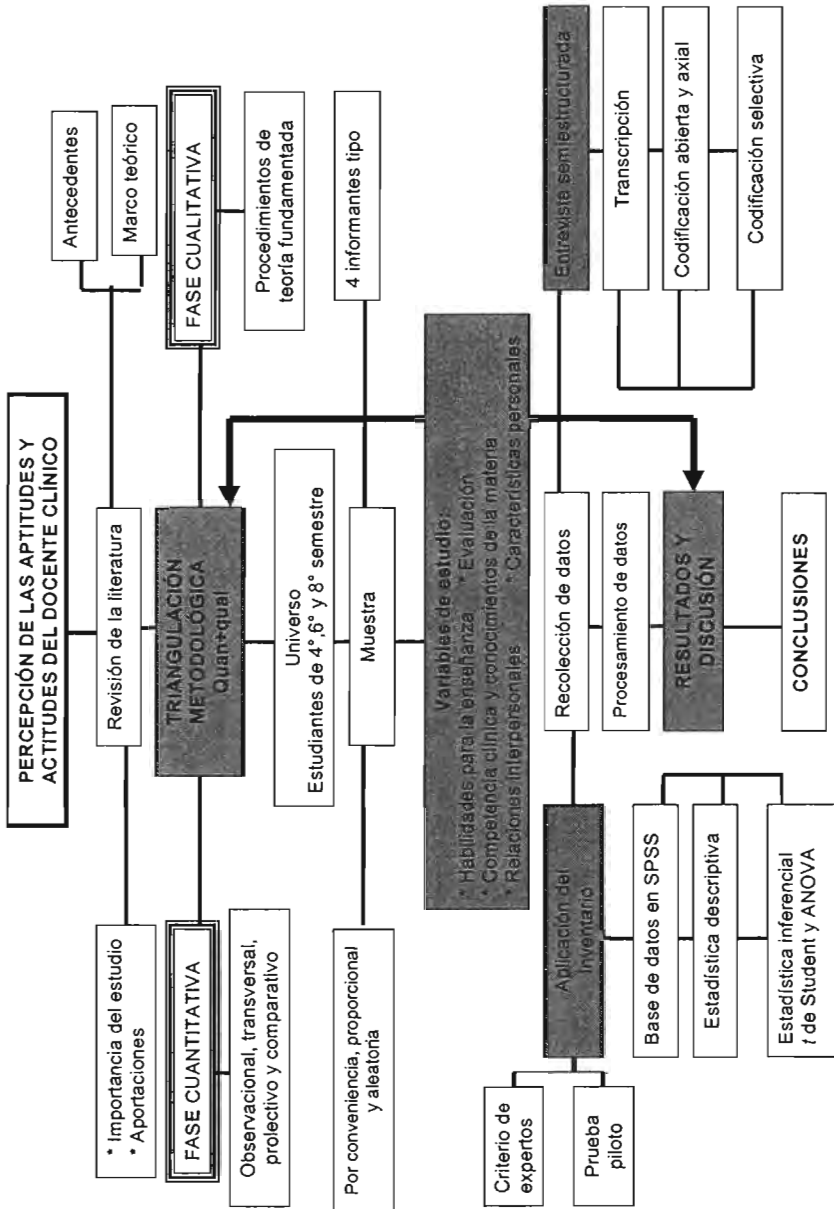 PERCEPCIÓN DE LAS APTITUDES Y
ACTITUDES DEL DOCENTE CLÍNICO
Revisión de la literatura
* Importancia del estudio
* Aportaciones
Antecedentes
Marco teórico
FASE CUANTITATIVA
TRIANGULACIÓN
METODOLÓGICA
Quan+qual
FASE CUALITATIVA
Observacional, transversal,
prolectivo y comparativo
Procedimientos de
teoría fundamentada
Universo
Estudiantes de 4°,6° y 8° semestre
Por conveniencia, proporcional
y aleatoria
Muestra
4 informantes tipo
Variables de estudio:
* Habilidades para la enseñanza * Evaluación
* Competencia clínica y conocimientos de la materia
* Relaciones interpersonales * Características personales
Criterio de
expertos
Prueba
piloto
Aplicación del
Inventario
Recolección de datos
Entrevista semiestructurada
Base de datos en SPSS
Procesamiento de datos
Transcripción
Estadística descriptiva
RESULTADOS Y
DISCUSIÓN
Codificación abierta y axial
Estadística inferencial
t de Student y ANOVA
CONCLUSIONES
Codificación selectiva